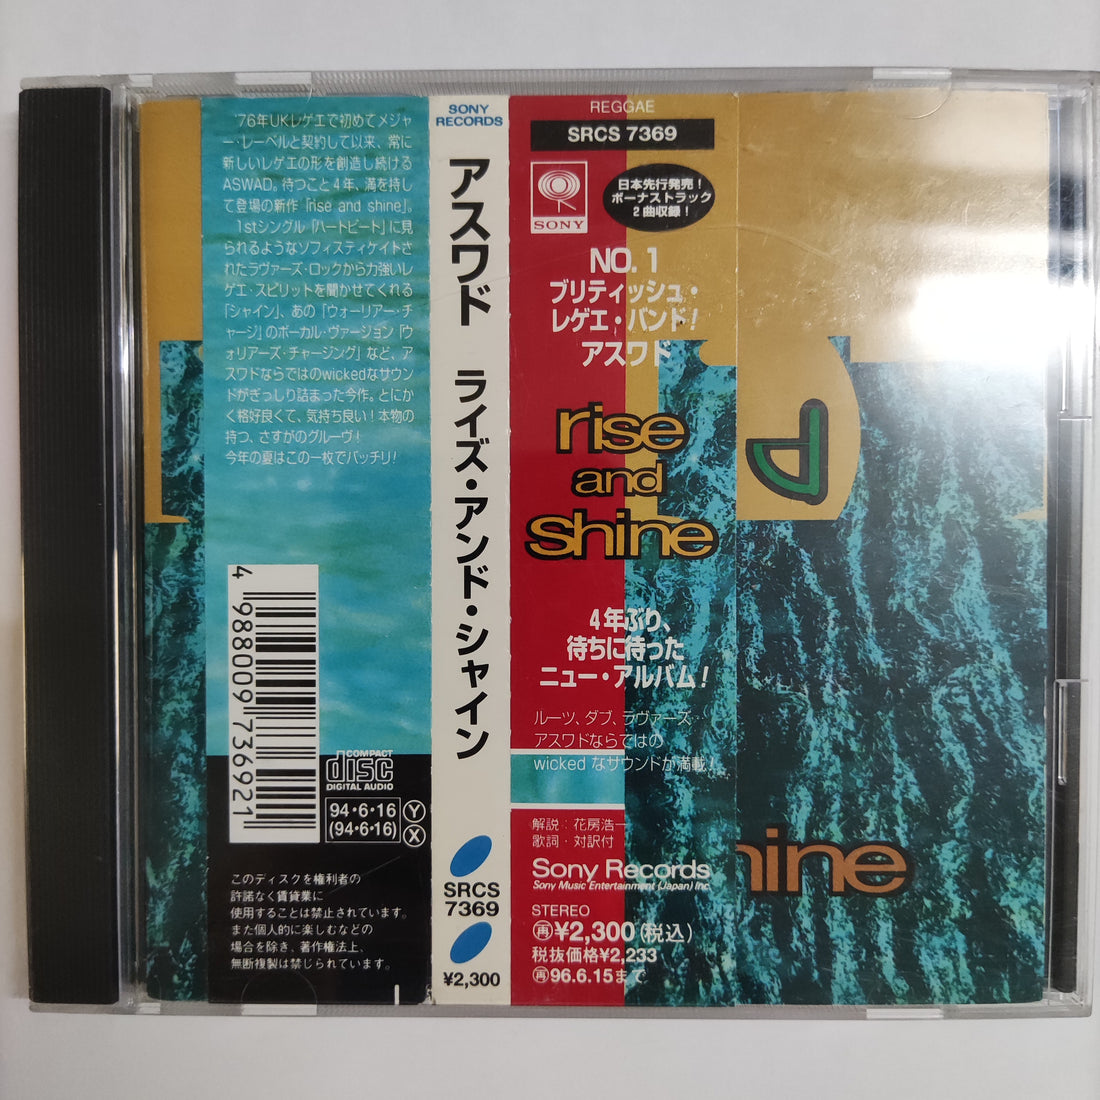 '76年UKレゲエで初めてメジャ
ー・レーベルと契約して以来、常に
新しいレゲエの形を創造し続ける
ASWAD。待つこと4年、満を持し
て登場の新作『rise and shine』。
1stシングル「ハートビート」に見
られるようなソフィスティケイトさ
れたラヴァーズ・ロックから力強いレ
ゲエ・スピリットを聞かせてくれる
「シャイン」、あの「ウォーリアー・チ
ャージ」のボーカル・ヴァージョン「ウ
ォリアーズ・チャージング」など、ア
スワドならではのwickedなサウン
ドがぎっしり詰まった今作。とにか
く格好良くて、気持ち良い!本物の
持つ、さすがのグルーヴ!
今年の夏はこの一枚でバッチリ!
4 988009 736921
COMPACT
disc
DIGITAL AUDIO
94・6・16
(94・6・16)
Y
X
このディスクを権利者の
許諾なく賃貸業に
使用することは禁止されています。
また個人的に楽しむなどの
場合を除き、著作権法上、
無断複製は禁じられています。
SONY
RECORDS
アスワド ライズ・アンド・シャイン
SRCS
7369
¥2,300
REGGAE
SRCS 7369
SONY
日本先行発売!
ボーナストラック
2曲収録!
NO.1
ブリティッシュ・
レゲエ・バンド!
アスワド
rise
and
shine
4年ぶり、
待ちに待った
ニュー・アルバム!
ルーツ、ダブ、ラヴァーズ…
アスワドならではの
wicked なサウンドが満載!
解説:花房浩一
歌詞・対訳付
Sony Records
Sony Music Entertainment (Japan) Inc.
STEREO
再¥2,300(税込)
税抜価格¥2,233
再96.6.15まで
hine